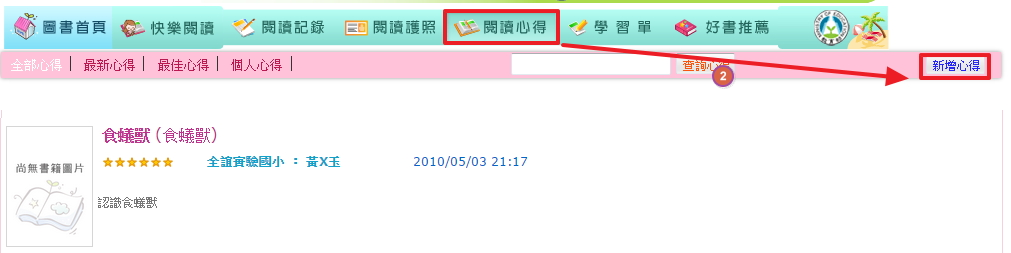 圖書首頁 快樂閱讀 閱讀記錄 閱讀護照 閱讀心得 學習單 好書推薦
全部心得 | 最新心得 | 最佳心得 | 個人心得 | 查詢心得 新增心得
2
食蟻獸 (食蟻獸)
尚無書籍圖片
全誼實驗國小 : 黃X玉 2010/05/03 21:17
認識食蟻獸